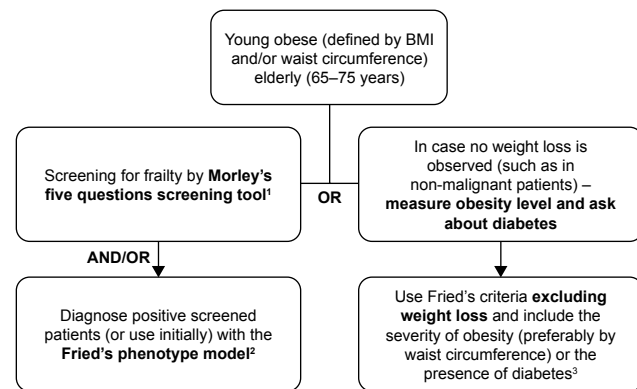 Young obese (defined by BMI
and/or waist circumference)
elderly (65–75 years)
Screening for frailty by Morley’s
five questions screening tool¹
OR
In case no weight loss is
observed (such as in
non-malignant patients) –
measure obesity level and ask
about diabetes
AND/OR
Diagnose positive screened
patients (or use initially) with the
Fried’s phenotype model²
Use Fried’s criteria excluding
weight loss and include the
severity of obesity (preferably by
waist circumference) or the
presence of diabetes³